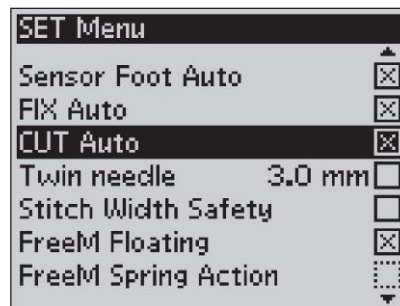 SET Menu
Sensor Foot Auto
FIX Auto
CUT Auto
Twin needle 3.0 mm
Stitch Width Safety
FreeM Floating
FreeM Spring Action